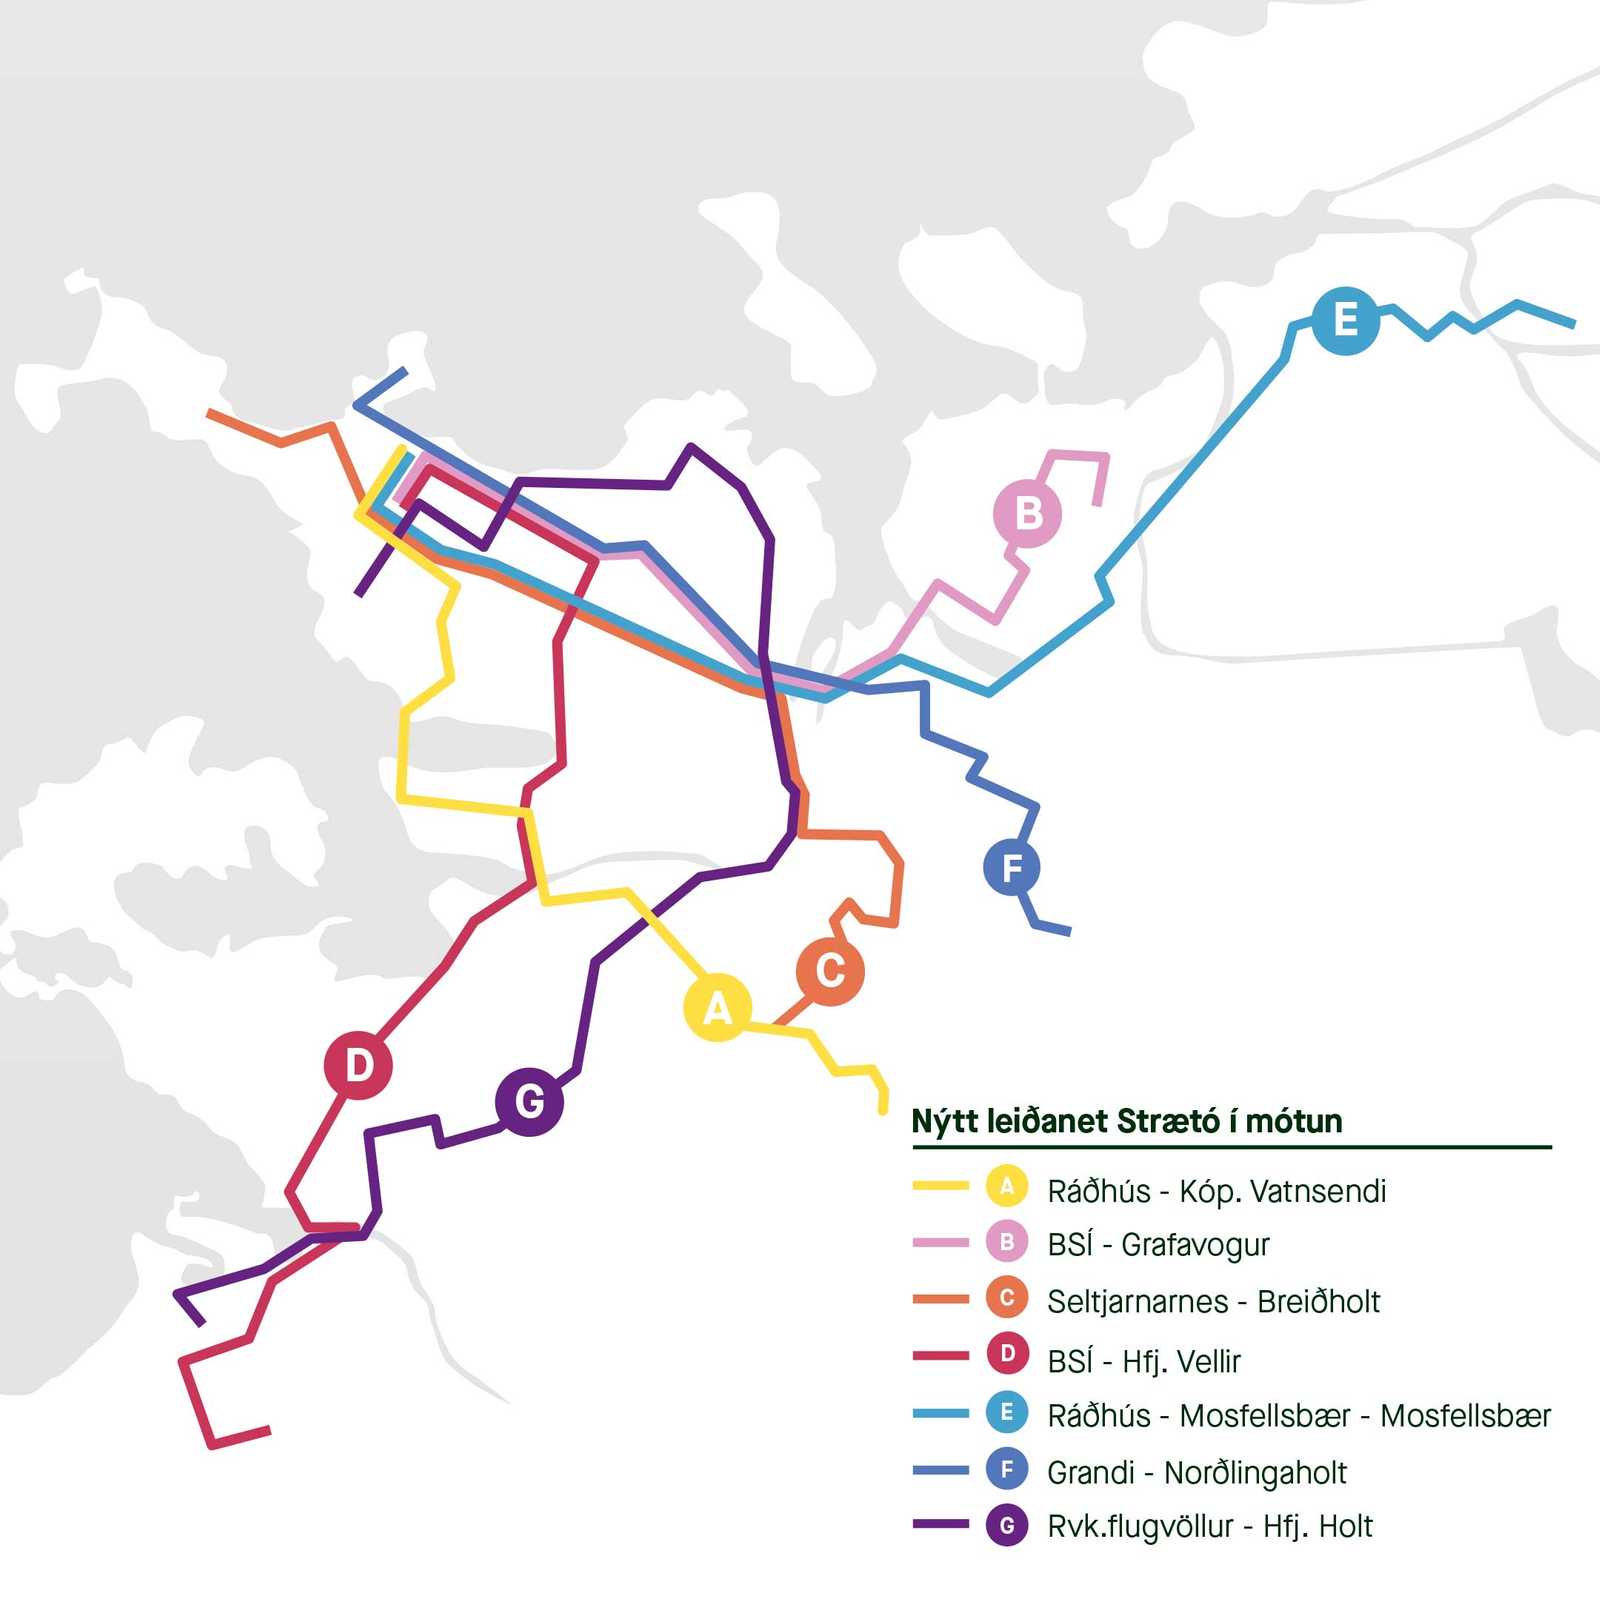 E
B
F
C
A
D
G
Nýtt leiðanet Strætó í mótun
A Ráðhús - Kóp. Vatnsendi
B BSÍ - Grafavogur
C Seltjarnarnes - Breiðholt
D BSÍ - Hfj. Vellir
E Ráðhús - Mosfellsbær - Mosfellsbær
F Grandi - Norðlingaholt
G Rvk.flugvöllur - Hfj. Holt